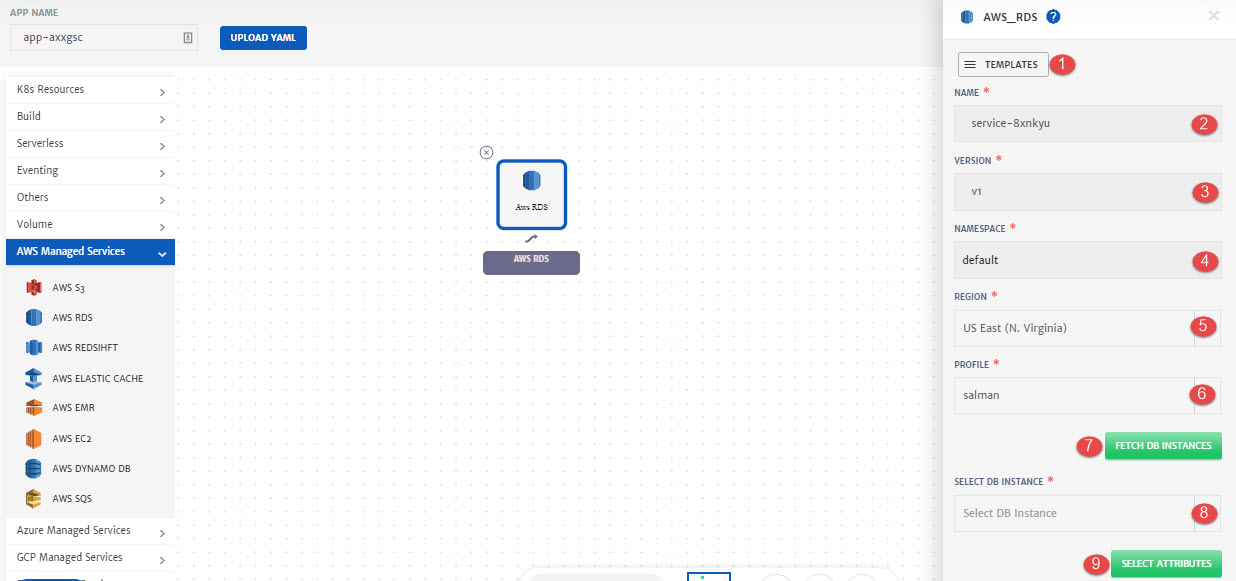 APP NAME
app-axxgsc
UPLOAD YAML
K8s Resources
Build
Serverless
Eventing
Others
Volume
AWS Managed Services
AWS S3
AWS RDS
AWS REDSIHFT
AWS ELASTIC CACHE
AWS EMR
AWS EC2
AWS DYNAMO DB
AWS SQS
Azure Managed Services
GCP Managed Services
Aws RDS
AWS RDS
AWS_RDS ?
TEMPLATES 1
NAME *
service-8xnkyu 2
VERSION *
v1 3
NAMESPACE *
default 4
REGION *
US East (N. Virginia) 5
PROFILE *
salman 6
7 FETCH DB INSTANCES
SELECT DB INSTANCE *
Select DB Instance 8
9 SELECT ATTRIBUTES